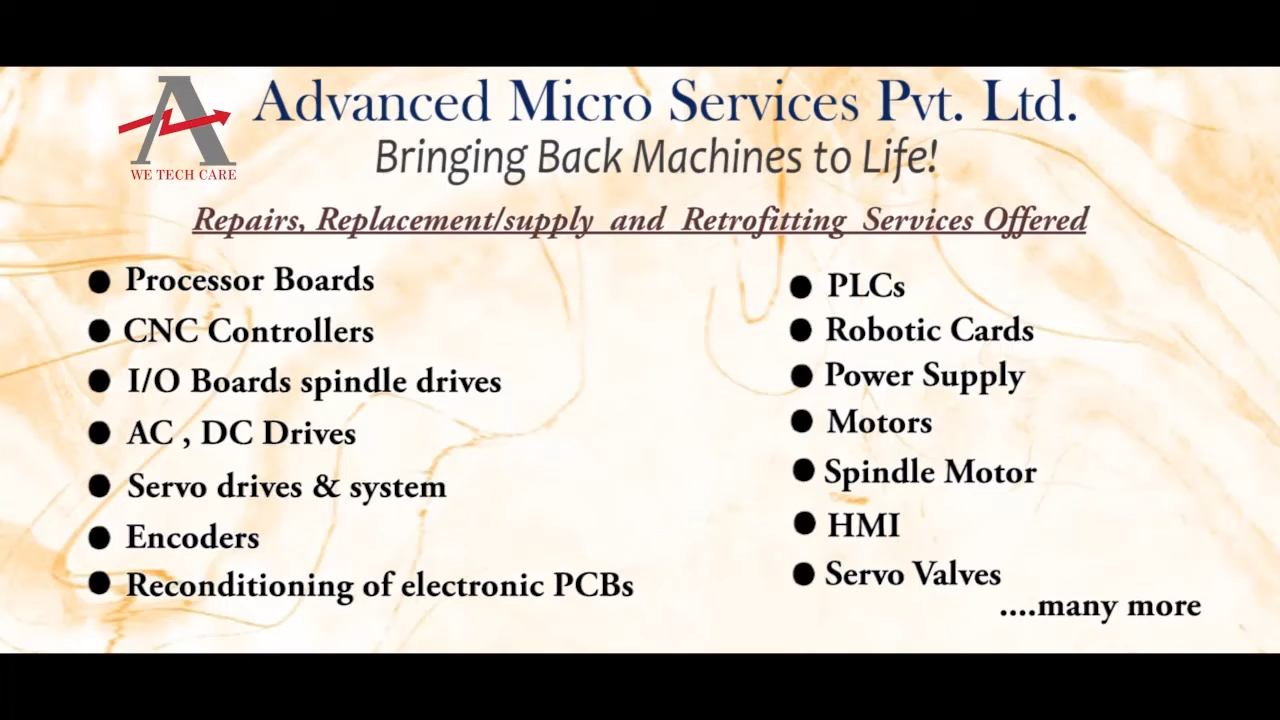 Advanced Micro Services Pvt. Ltd.
Bringing Back Machines to Life!
WE TECH CARE
Repairs, Replacement/supply and Retrofitting Services Offered
Processor Boards
CNC Controllers
I/O Boards spindle drives
AC , DC Drives
Servo drives & system
Encoders
Reconditioning of electronic PCBs
PLCs
Robotic Cards
Power Supply
Motors
Spindle Motor
HMI
Servo Valves
....many more